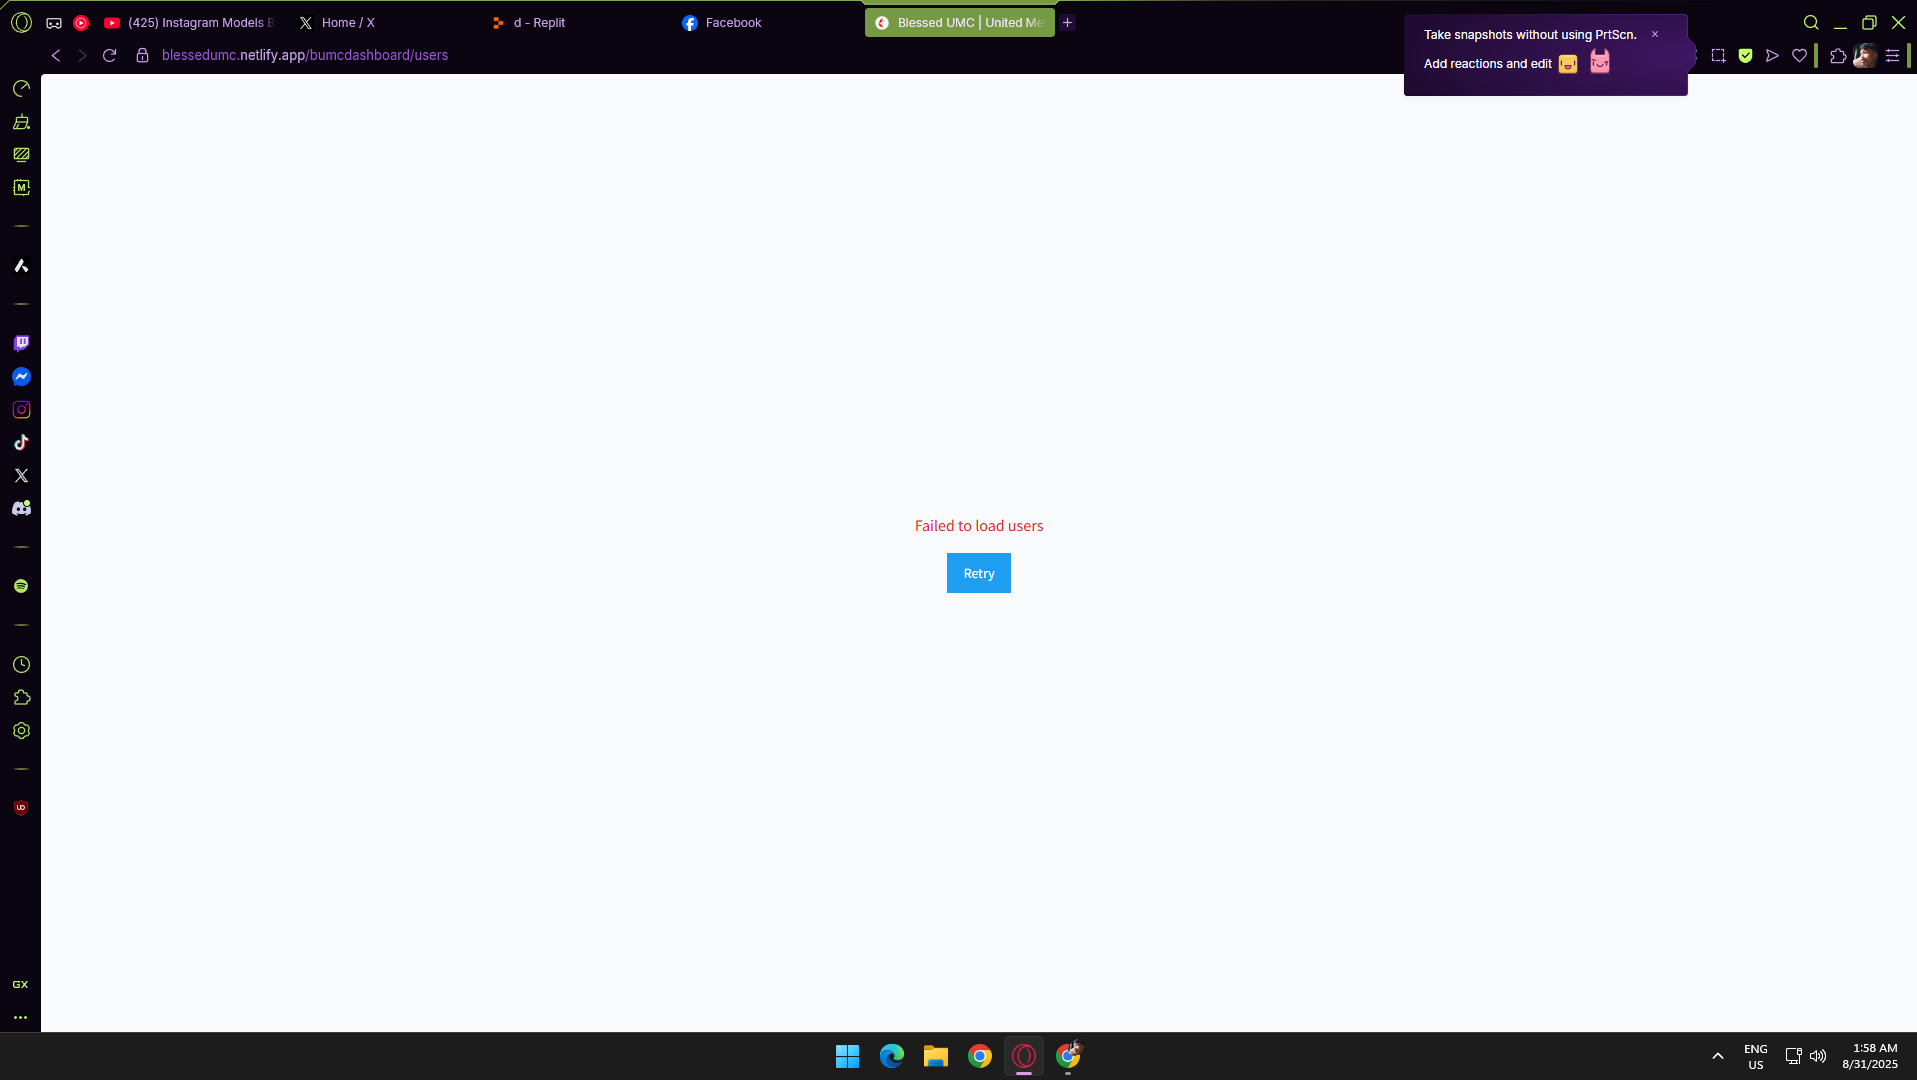 (425) Instagram Models B
Home / X
d - Replit
Facebook
Blessed UMC | United Me
blessedumc.netlify.app/bumcdashboard/users
Take snapshots without using PrtScn.
Add reactions and edit
M
Failed to load users
Retry
GX
ENG
US
1:58 AM
8/31/2025